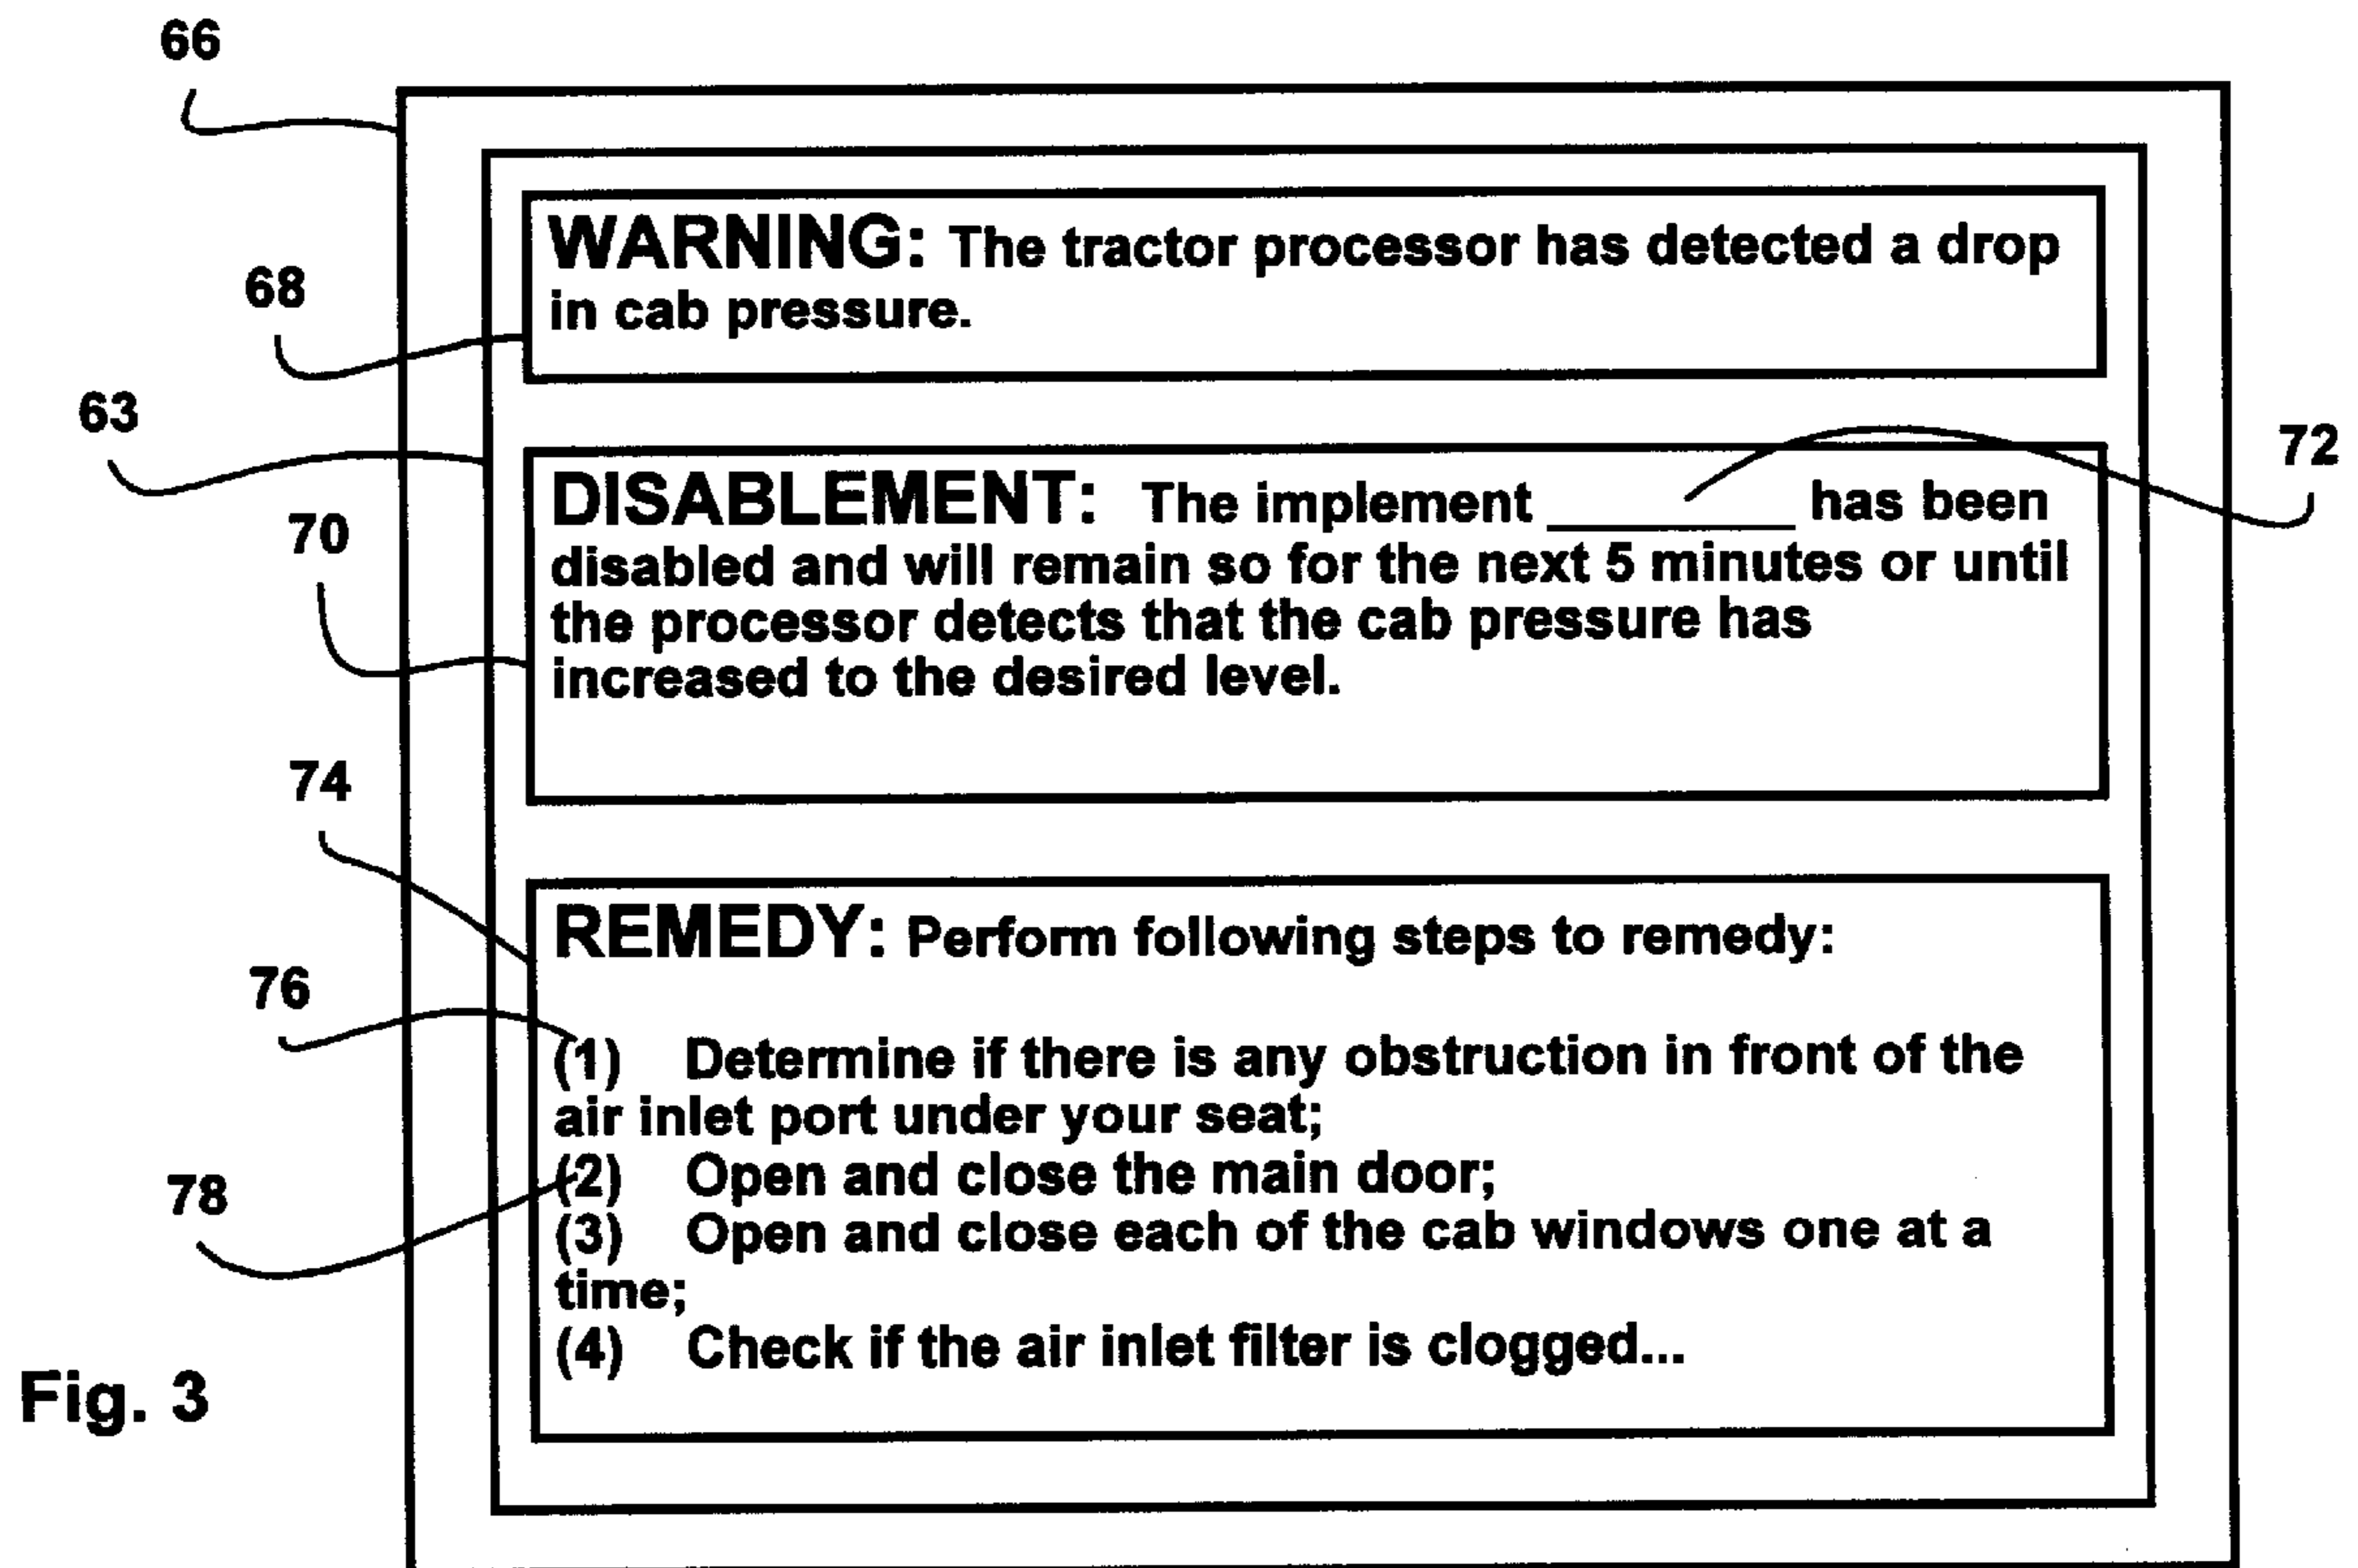 66
WARNING: The tractor processor has detected a drop
in cab pressure.
68
63
72
DISABLEMENT: The implement __________ has been
disabled and will remain so for the next 5 minutes or until
the processor detects that the cab pressure has
increased to the desired level.
70
74
REMEDY: Perform following steps to remedy:
76
(1) Determine if there is any obstruction in front of the
air inlet port under your seat;
(2) Open and close the main door;
78
(3) Open and close each of the cab windows one at a
time;
(4) Check if the air inlet filter is clogged...
Fig. 3